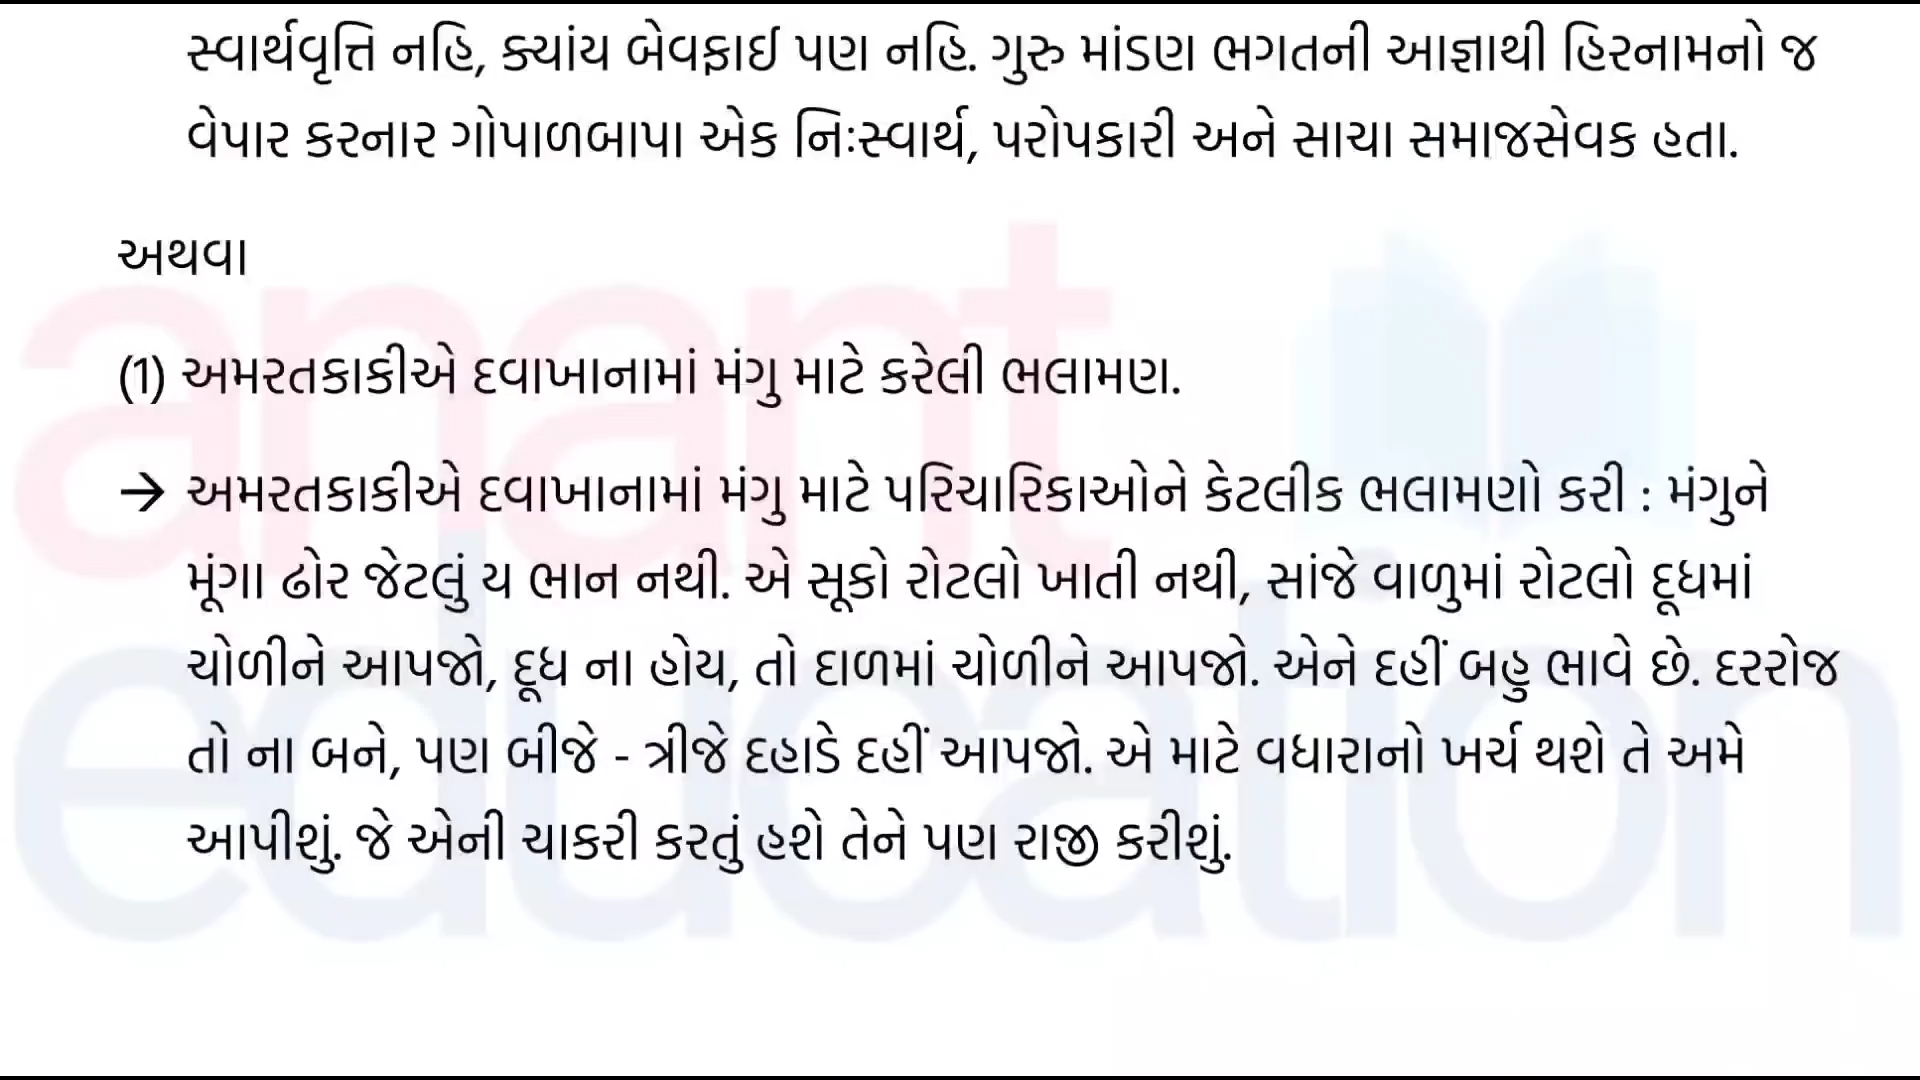 સ્વાર્થવૃત્તિ નહિ, ક્યાંય બેવફાઈ પણ નહિ. ગુરુ માંડણ ભગતની આજ્ઞાથી હિરનામનો જ
વેપાર કરનાર ગોપાળબાપા એક નિઃસ્વાર્થ, પરોપકારી અને સાચા સમાજસેવક હતા.
અથવા
(1) અમરતકાકીએ દવાખાનામાં મંગુ માટે કરેલી ભલામણ.
→ અમરતકાકીએ દવાખાનામાં મંગુ માટે પરિચારિકાઓને કેટલીક ભલામણો કરી : મંગુને
મૂંગા ઢોર જેટલું ય ભાન નથી. એ સૂકો રોટલો ખાતી નથી, સાંજે વાળુમાં રોટલો દૂધમાં
ચોળીને આપજો, દૂધ ના હોય, તો દાળમાં ચોળીને આપજો. એને દહીં બહુ ભાવે છે. દરરોજ
તો ના બને, પણ બીજે - ત્રીજે દહાડે દહીં આપજો. એ માટે વધારાનો ખર્ચ થશે તે અમે
આપીશું. જે એની ચાકરી કરતું હશે તેને પણ રાજી કરીશું.
anant
education